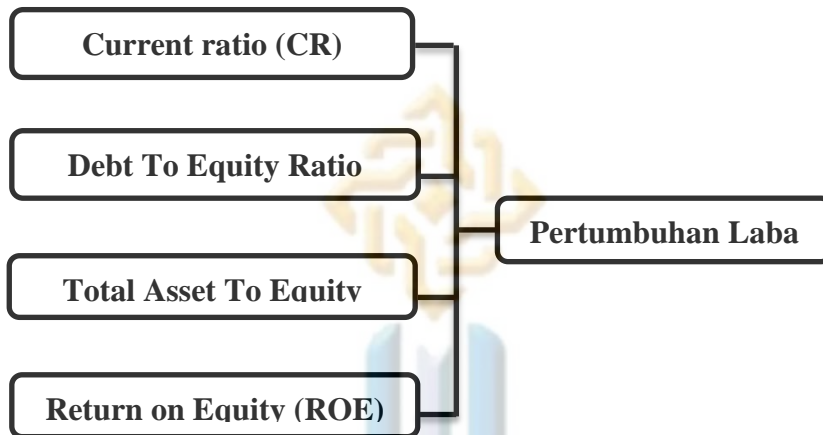 Current ratio (CR)
Debt To Equity Ratio
Pertumbuhan Laba
Total Asset To Equity
Return on Equity (ROE)